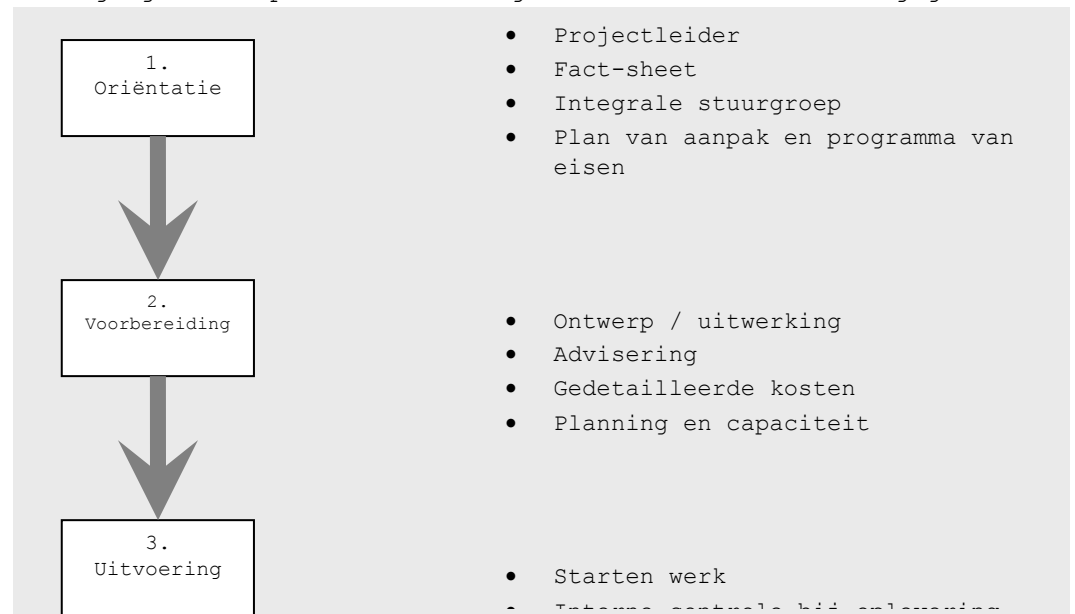 1.
Oriëntatie
• Projectleider
• Fact-sheet
• Integrale stuurgroep
• Plan van aanpak en programma van
eisen
2.
Voorbereiding
• Ontwerp / uitwerking
• Advisering
• Gedetailleerde kosten
• Planning en capaciteit
3.
Uitvoering
• Starten werk